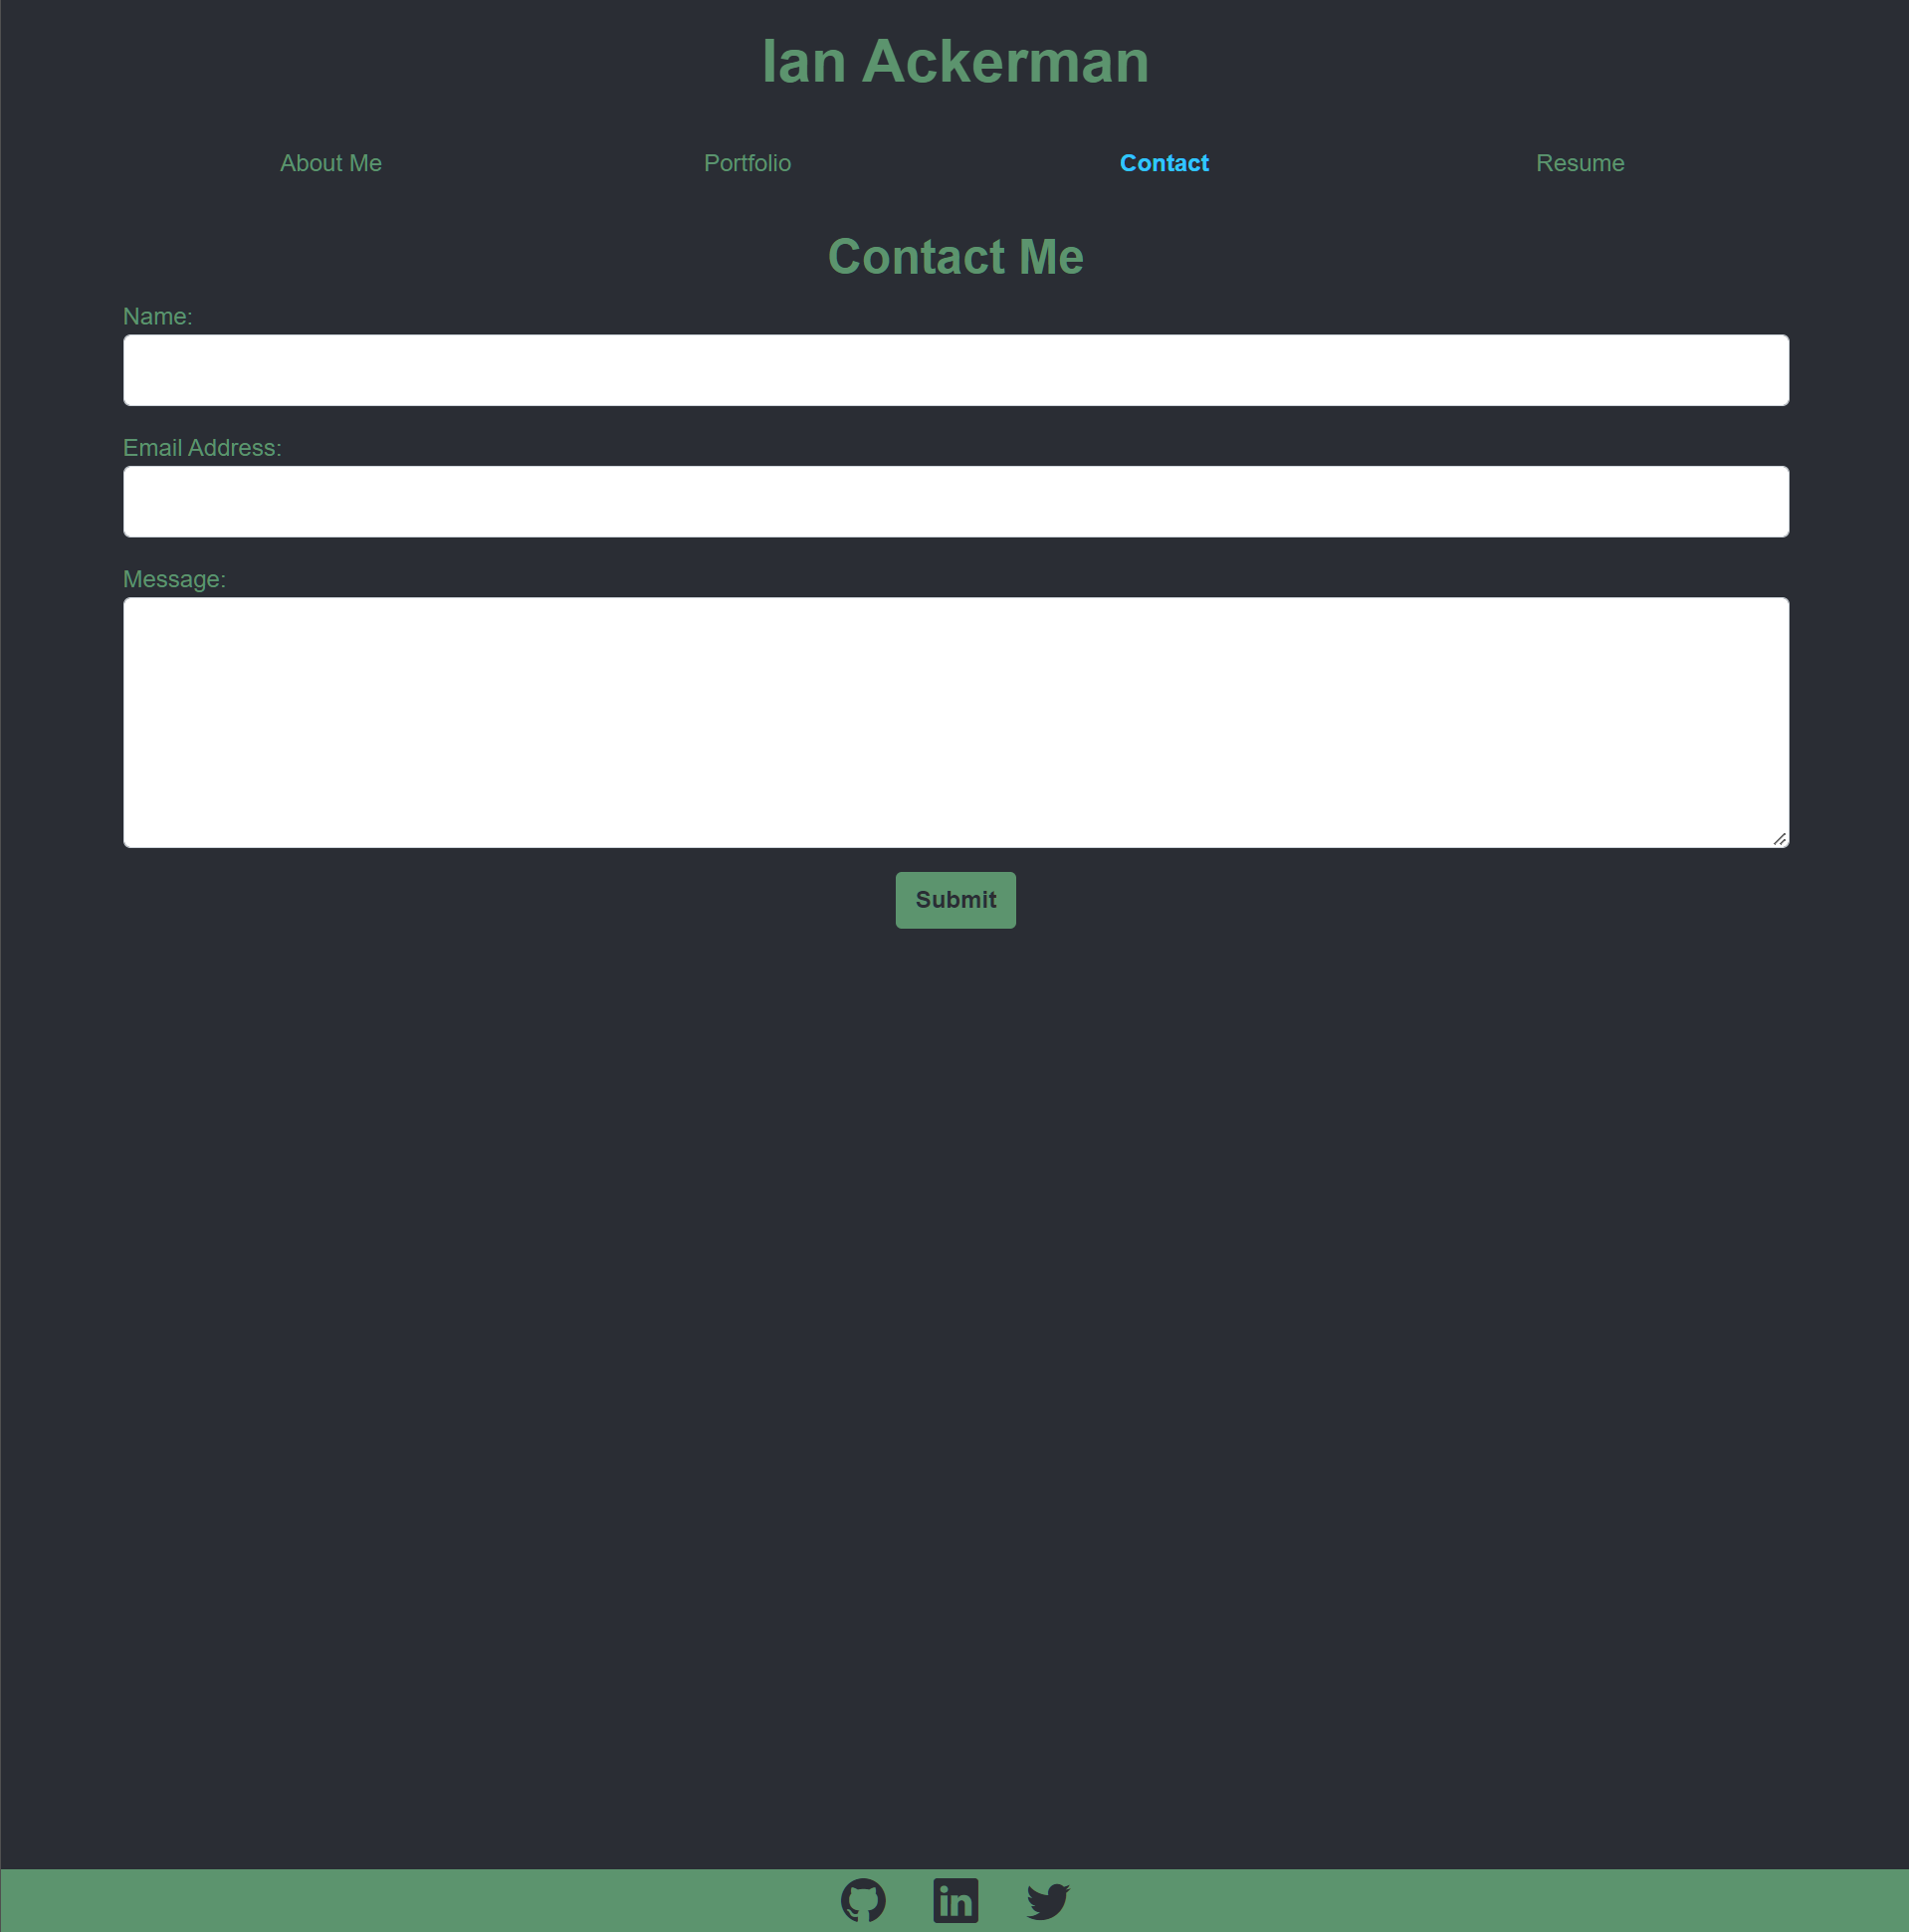 Ian Ackerman
About Me Portfolio Contact Resume
Contact Me
Name:
Email Address:
Message:
Submit
in